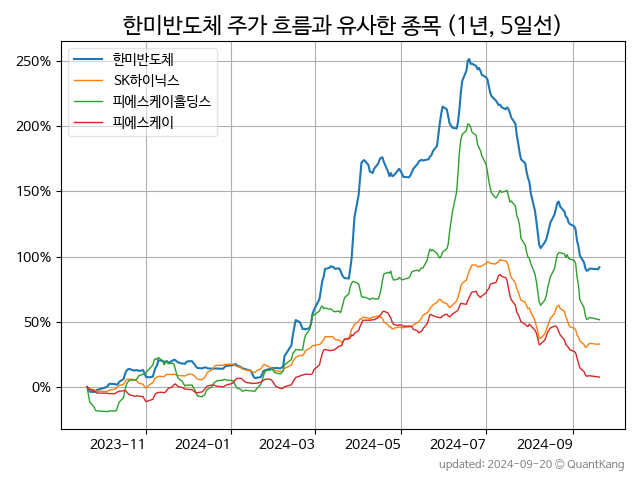 한미반도체 주가 흐름과 유사한 종목 (1년, 5일선)
250%
200%
150%
100%
50%
0%
한미반도체
SK하이닉스
피에스케이홀딩스
피에스케이
2023-11
2024-01
2024-03
2024-05
2024-07
2024-09
updated: 2024-09-20 @ QuantKang